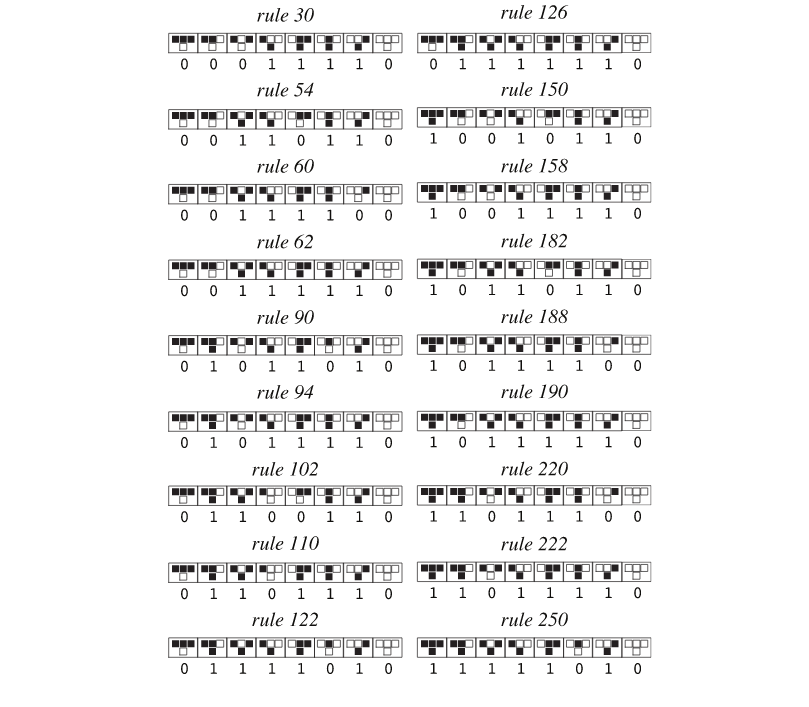 rule 30
0 0 0 1 1 1 1 0
rule 54
0 0 1 1 0 1 1 0
rule 60
0 0 1 1 1 1 0 0
rule 62
0 0 1 1 1 1 1 0
rule 90
0 1 0 1 1 0 1 0
rule 94
0 1 0 1 1 1 1 0
rule 102
0 1 1 0 0 1 1 0
rule 110
0 1 1 0 1 1 1 0
rule 122
0 1 1 1 1 0 1 0
rule 126
0 1 1 1 1 1 1 0
rule 150
1 0 0 1 0 1 1 0
rule 158
1 0 0 1 1 1 1 0
rule 182
1 0 1 1 0 1 1 0
rule 188
1 0 1 1 1 1 0 0
rule 190
1 0 1 1 1 1 1 0
rule 220
1 1 0 1 1 1 0 0
rule 222
1 1 0 1 1 1 1 0
rule 250
1 1 1 1 1 0 1 0